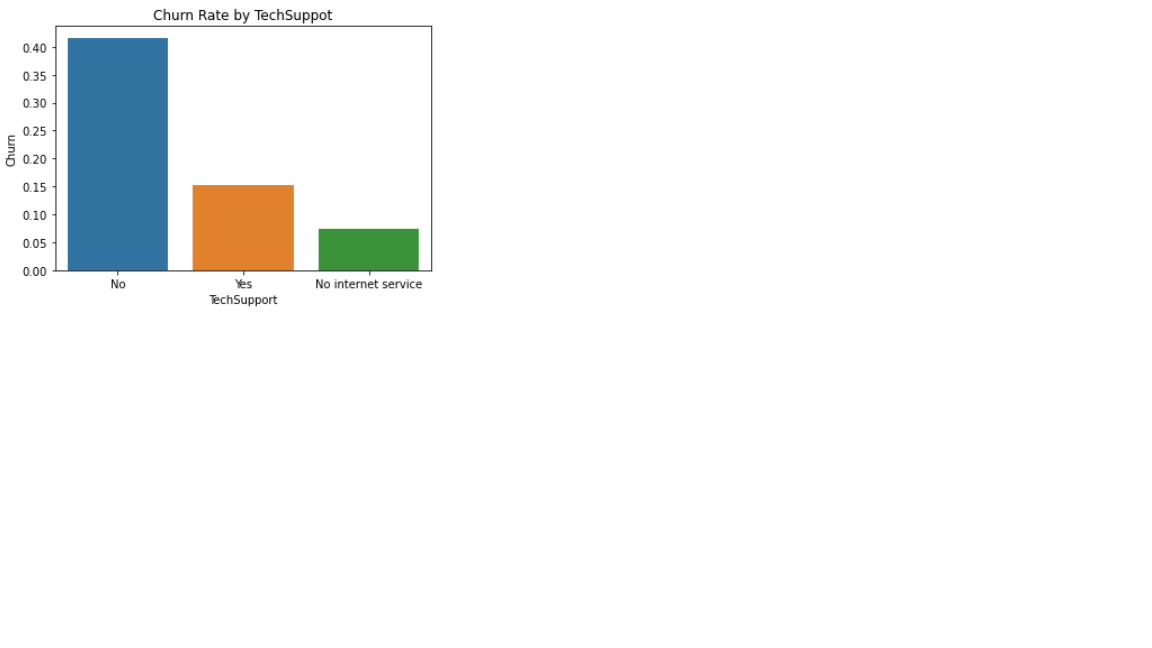 Churn Rate by TechSuppot
0.40
0.35
0.30
0.25
0.20
0.15
0.10
0.05
0.00
Churn
No Yes No internet service
TechSupport